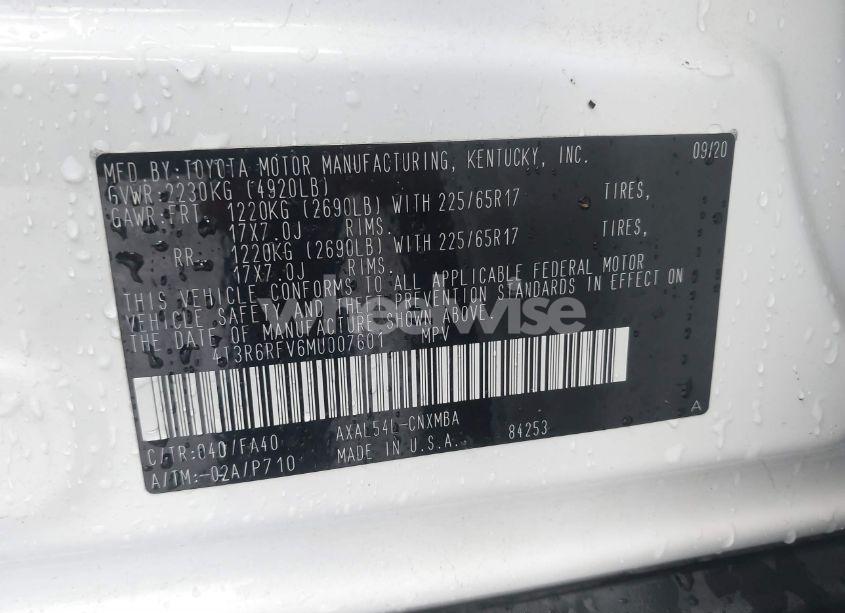 MFD BY:TOYOTA MOTOR MANUFACTURING, KENTUCKY, INC. 09/20
GVWR 2230KG (4920LB)
GAWR:FRT. 1220KG (2690LB) WITH 225/65R17 TIRES,
17X7.0J RIMS.
RR. 1220KG (2690LB) WITH 225/65R17 TIRES,
17X7.0J RIMS.
THIS VEHICLE CONFORMS TO ALL APPLICABLE FEDERAL MOTOR
VEHICLE SAFETY AND THEFT PREVENTION STANDARDS IN EFFECT ON
THE DATE OF MANUFACTURE SHOWN ABOVE.
4T3R6RFV6MU007601 MPV
wheelwise
C/TR:040/FA40 AXAL54L-CNXMBA A
A/TM:-02A/P710 MADE IN U.S.A. 84253